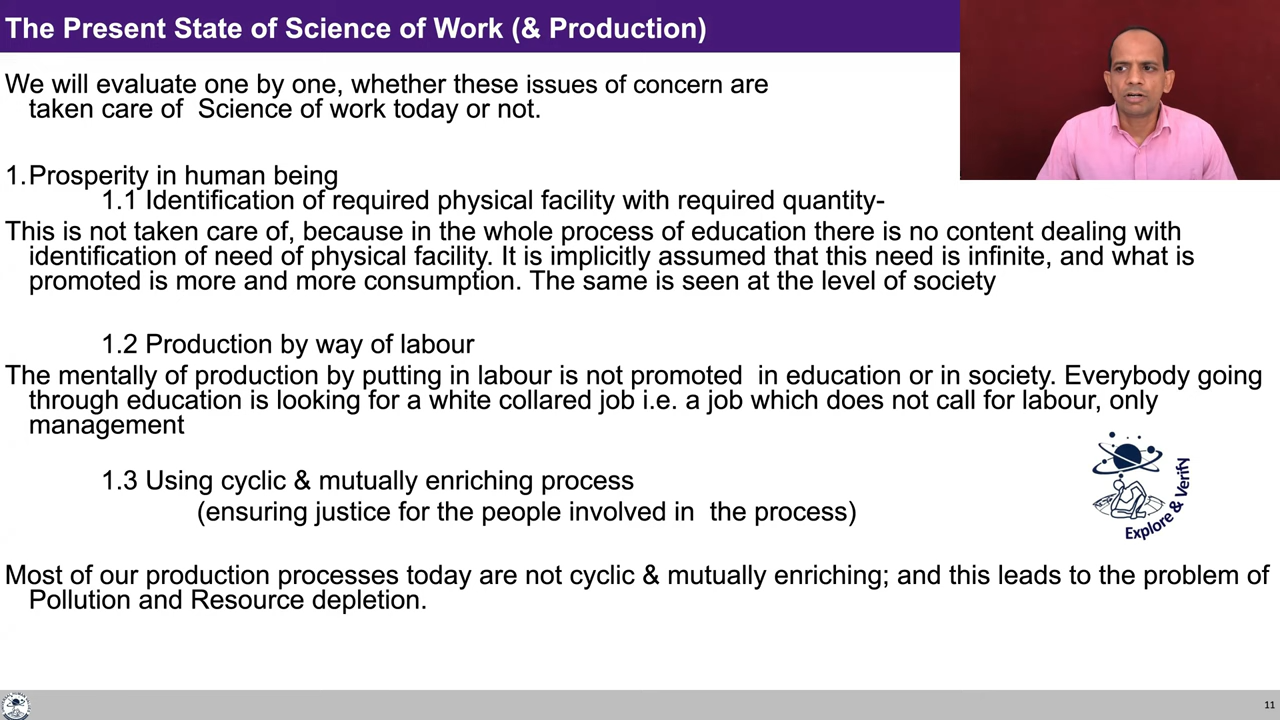 The Present State of Science of Work (& Production)
We will evaluate one by one, whether these issues of concern are
taken care of  Science of work today or not.
1. Prosperity in human being
1.1 Identification of required physical facility with required quantity-
This is not taken care of, because in the whole process of education there is no content dealing with
identification of need of physical facility. It is implicitly assumed that this need is infinite, and what is
promoted is more and more consumption. The same is seen at the level of society
1.2 Production by way of labour
The mentally of production by putting in labour is not promoted  in education or in society. Everybody going
through education is looking for a white collared job i.e. a job which does not call for labour, only
management
1.3 Using cyclic & mutually enriching process
(ensuring justice for the people involved in  the process)
Explore & Verify
Most of our production processes today are not cyclic & mutually enriching; and this leads to the problem of
Pollution and Resource depletion.
11